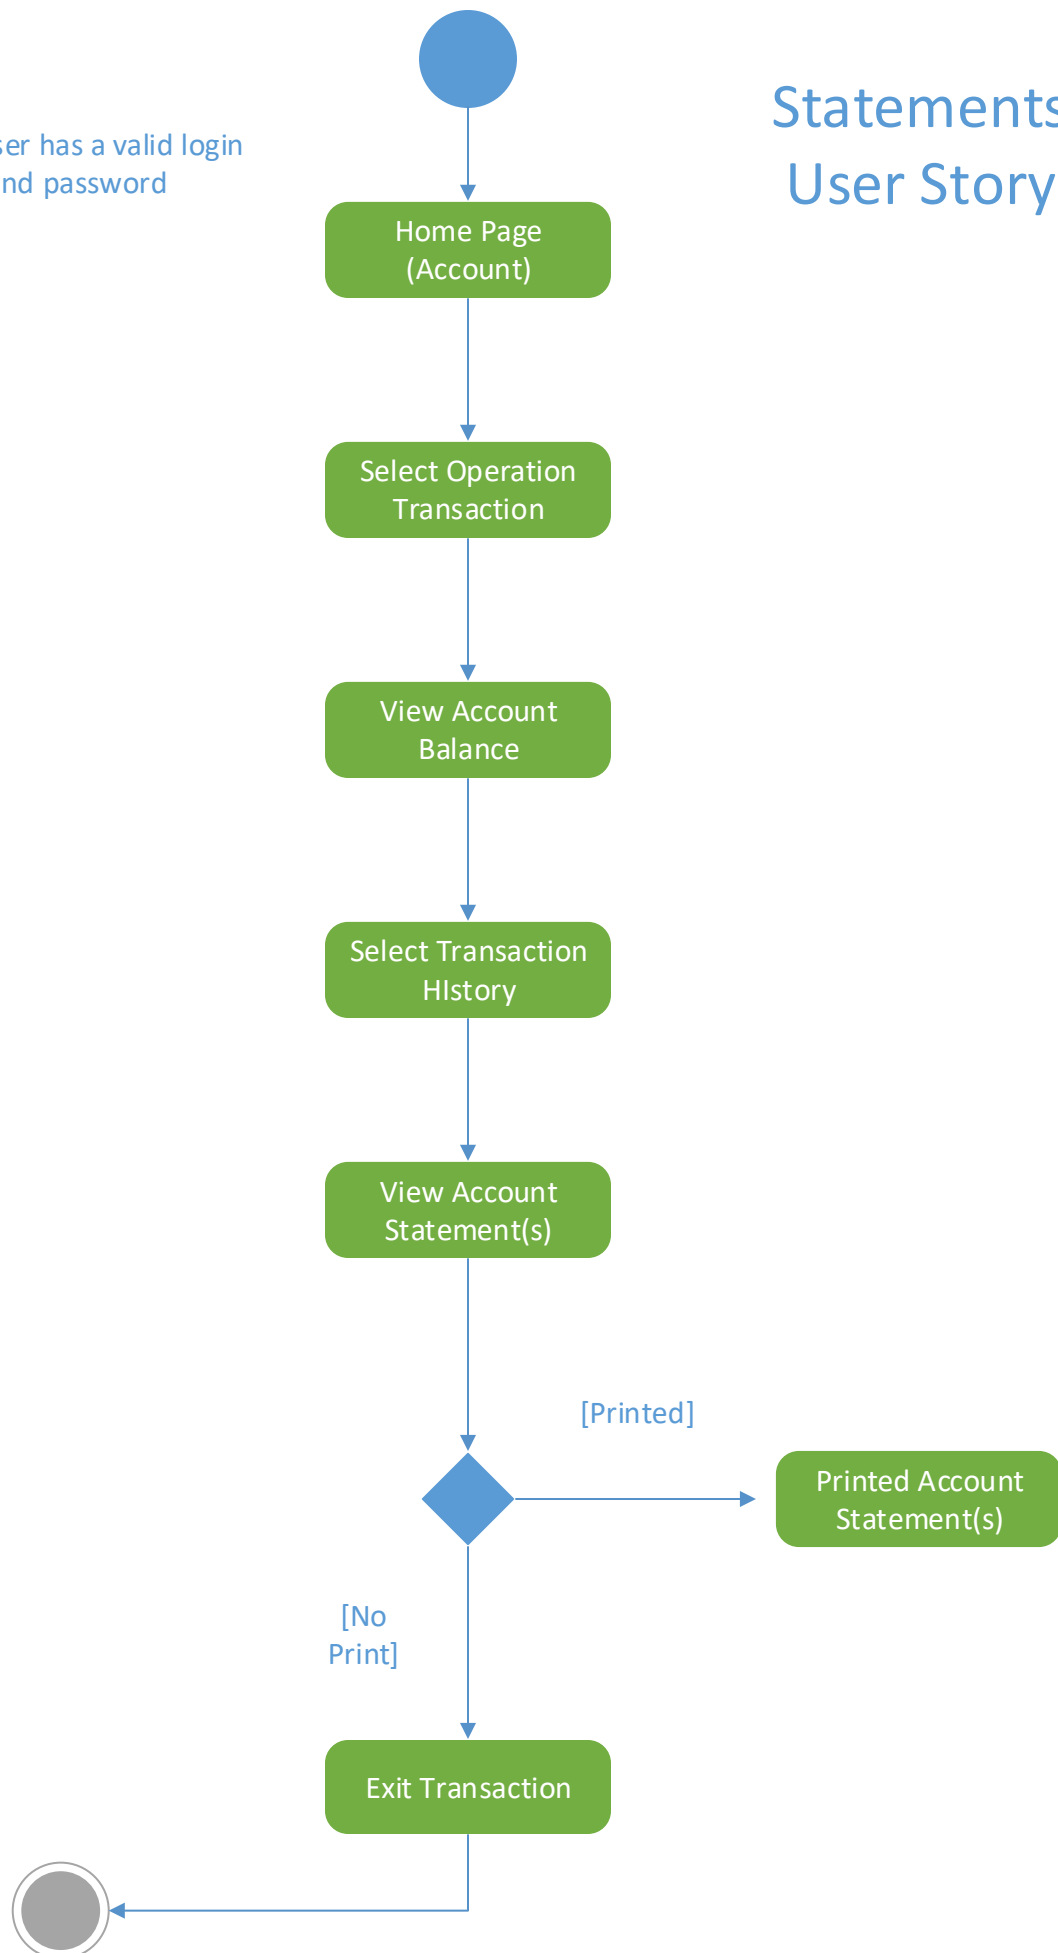 Statements
User Story
ser has a valid login
nd password
Home Page
(Account)
Select Operation
Transaction
View Account
Balance
Select Transaction
HIstory
View Account
Statement(s)
[Printed]
Printed Account
Statement(s)
[No
Print]
Exit Transaction